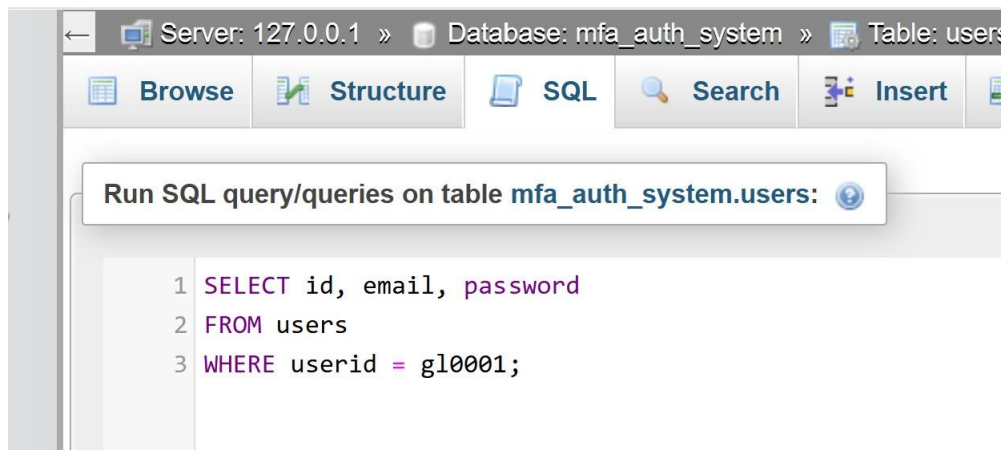 ← Server: 127.0.0.1 » Database: mfa_auth_system » Table: users
Browse Structure SQL Search Insert
Run SQL query/queries on table mfa_auth_system.users:
1 SELECT id, email, password
2 FROM users
3 WHERE userid = gl0001;